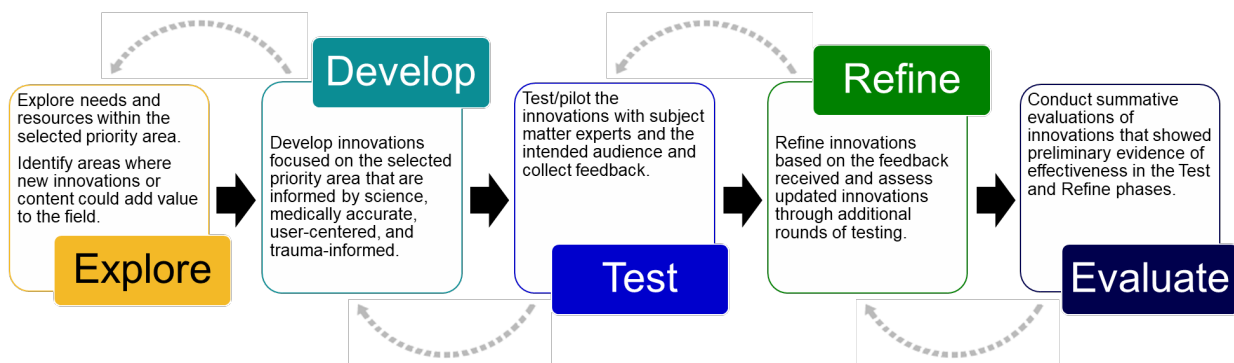 Explore needs and
resources within the
selected priority area.
Identify areas where
new innovations or
content could add value
to the field.
Explore
Develop
Develop innovations
focused on the selected
priority area that are
informed by science,
medically accurate,
user-centered, and
trauma-informed.
Test/pilot the
innovations with subject
matter experts and the
intended audience and
collect feedback.
Test
Refine
Refine innovations
based on the feedback
received and assess
updated innovations
through additional
rounds of testing.
Conduct summative
evaluations of
innovations that showed
preliminary evidence of
effectiveness in the Test
and Refine phases.
Evaluate